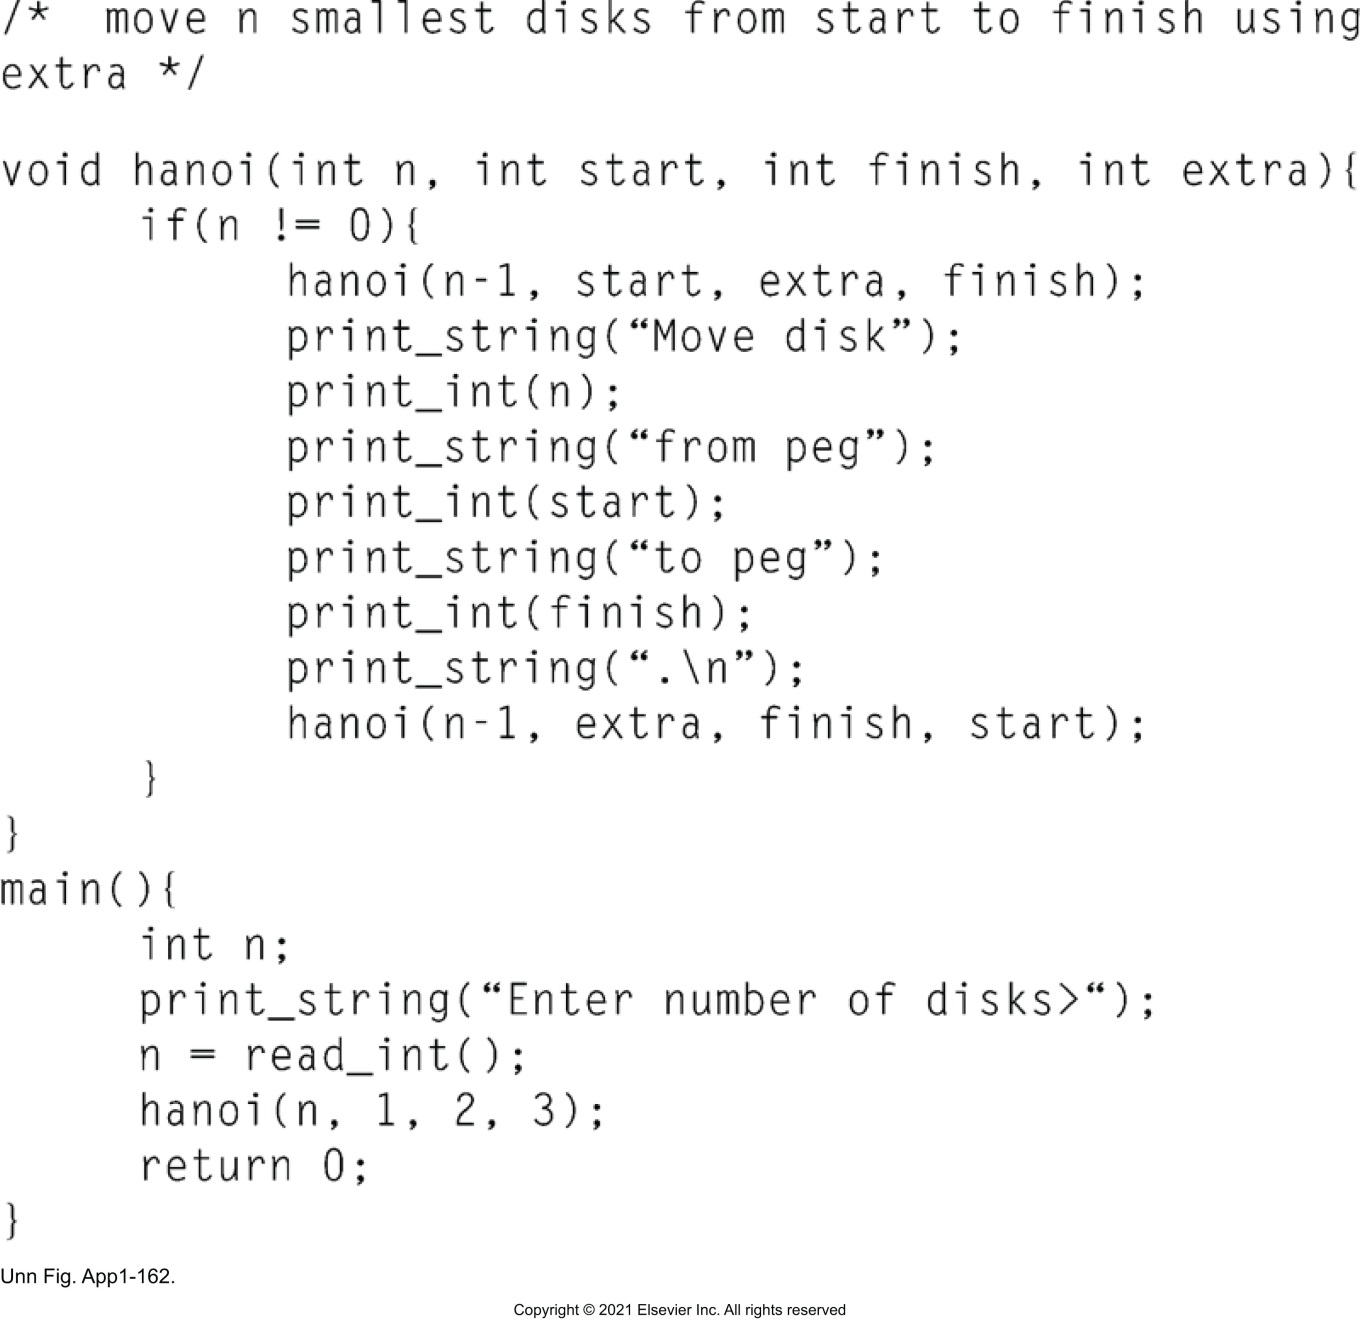 /*  move n smallest disks from start to finish using
extra */

void hanoi(int n, int start, int finish, int extra){
     if(n != 0){
          hanoi(n-1, start, extra, finish);
          print_string(“Move disk”);
          print_int(n);
          print_string(“from peg”);
          print_int(start);
          print_string(“to peg”);
          print_int(finish);
          print_string(“.\n”);
          hanoi(n-1, extra, finish, start);
     }
}
main(){
     int n;
     print_string(“Enter number of disks>“);
     n = read_int();
     hanoi(n, 1, 2, 3);
     return 0;
}
Unn Fig. App1-162.
Copyright © 2021 Elsevier Inc. All rights reserved